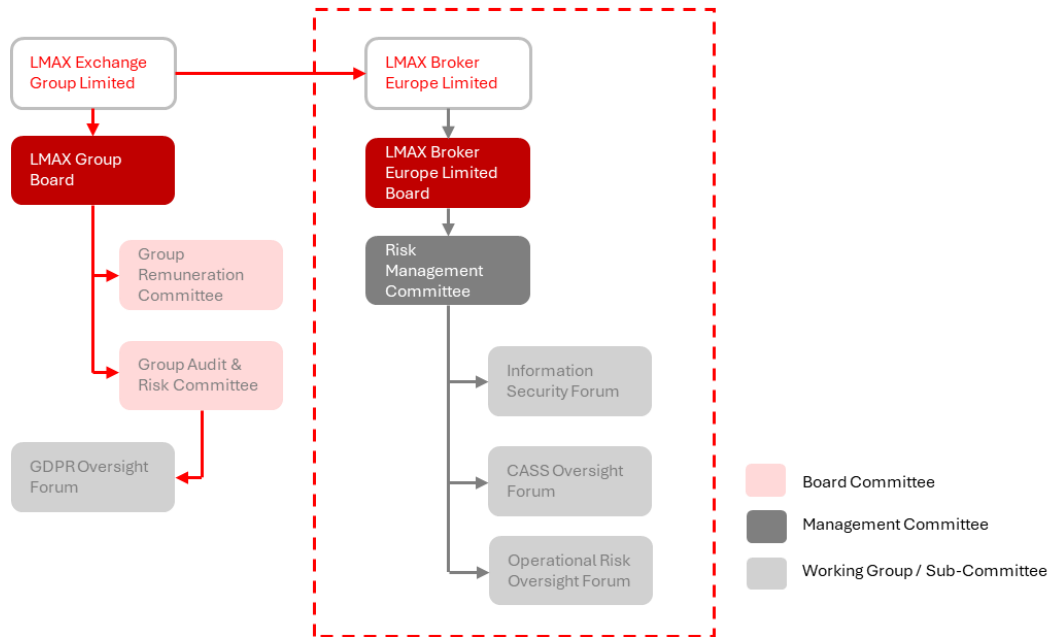 LMAX Exchange
Group Limited
LMAX Group
Board
Group
Remuneration
Committee
Group Audit &
Risk Committee
GDPR Oversight
Forum
LMAX Broker
Europe Limited
LMAX Broker
Europe Limited
Board
Risk
Management
Committee
Information
Security Forum
CASS Oversight
Forum
Operational Risk
Oversight Forum
Board Committee
Management Committee
Working Group / Sub-Committee